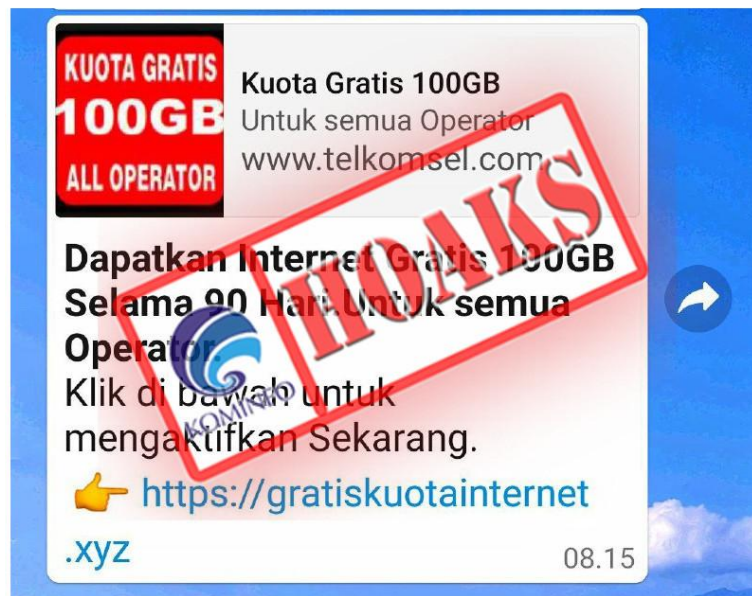 KUOTA GRATIS
100GB
ALL OPERATOR
Kuota Gratis 100GB
Untuk semua Operator
www.telkomsel.com
Dapatkan Internet Gratis 100GB
Selama 90 Hari.Untuk semua
Operator.
Klik di bawah untuk
mengaktifkan Sekarang.
👉 https://gratiskuotainternet
.xyz
08.15
KOMINFO
HOAKS